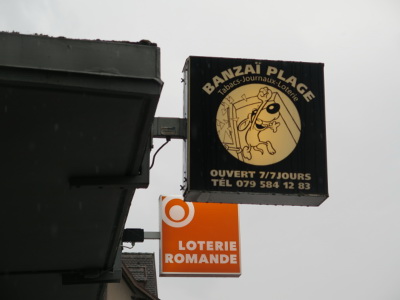 BANZAÏ PLAGE
Tabacs-Journaux-Loterie
OUVERT 7/7JOURS
TÉL 079 584 12 83
LOTERIE
ROMANDE